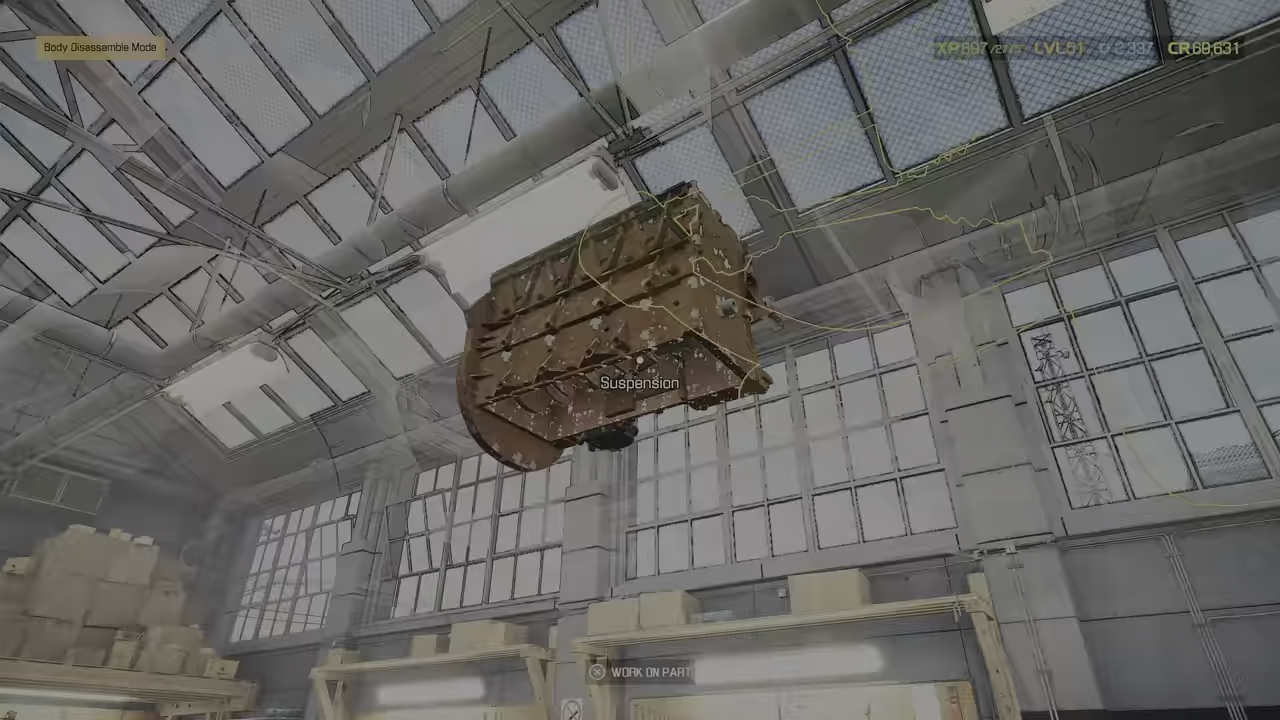 Body Disassemble Mode
LVL51
CR69,631
Suspension
WORK ON PART